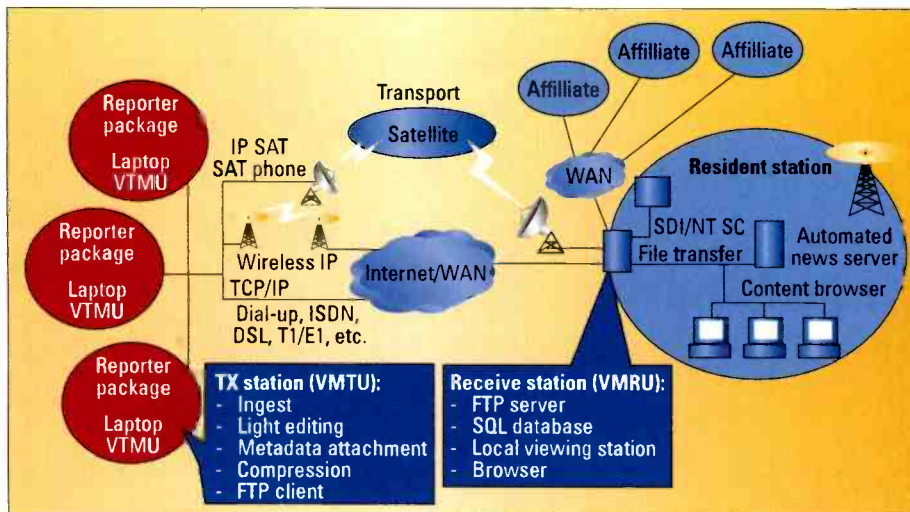 Reporter
package
Laptop
VTMU
Reporter
package
Laptop
VTMU
Reporter
package
Laptop
VTMU
IP SAT
SAT phone
Transport
Satellite
Wireless IP
TCP/IP
Dial-up, ISDN,
DSL, T1/E1, etc.
Internet/WAN
Affilliate
Affilliate
Affilliate
WAN
Resident station
SDI/NT SC
File transfer
Automated
news server
Content browser
TX station (VMTU):
- Ingest
- Light editing
- Metadata attachment
- Compression
- FTP client
Receive station (VMRU):
- FTP server
- SQL database
- Local viewing station
- Browser